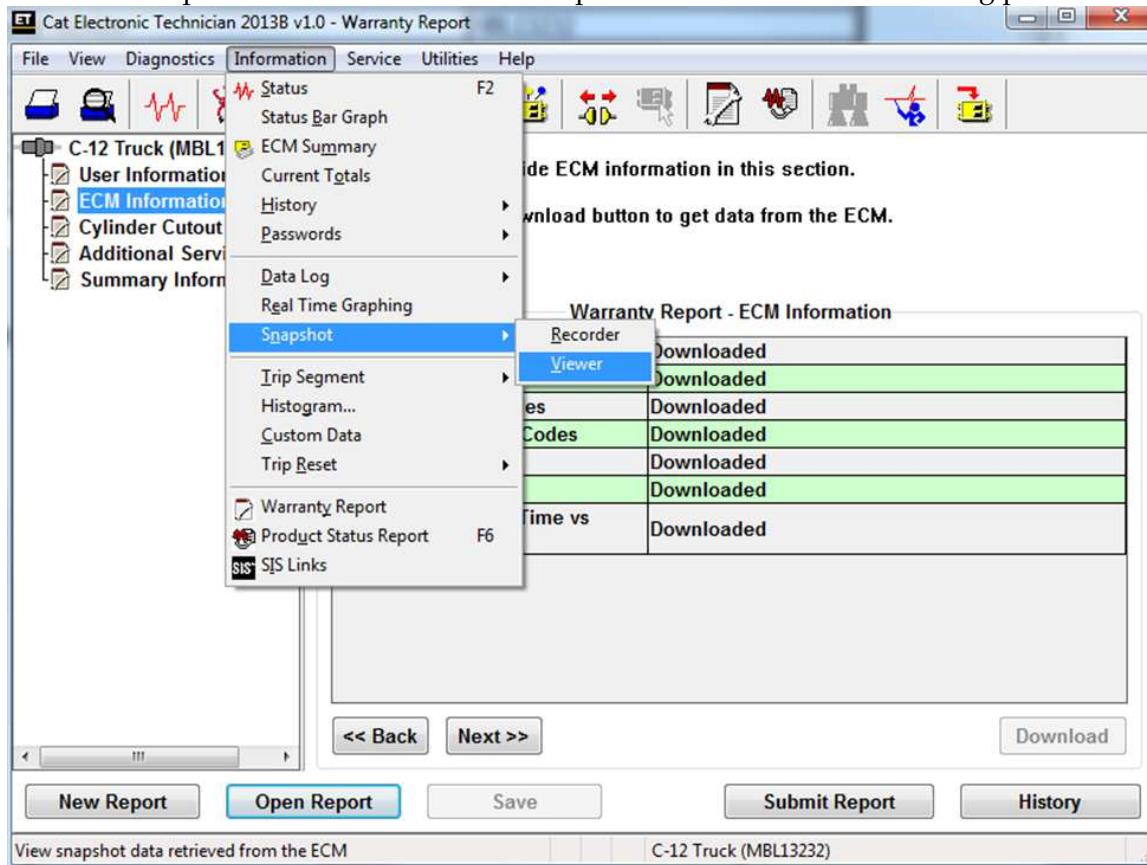 Cat Electronic Technician 2013B v1.0 - Warranty Report
File View Diagnostics Information Service Utilities Help
Status F2
Status Bar Graph
ECM Summary
Current Totals
History
Passwords
Data Log
Real Time Graphing
Snapshot
Recorder
Viewer
Trip Segment
Histogram...
Custom Data
Trip Reset
Warranty Report
Product Status Report F6
SIS SIS Links
C-12 Truck (MBL1
User Informatio
ECM Informatio
Cylinder Cutout
Additional Servi
Summary Inform
ide ECM information in this section.
wnload button to get data from the ECM.
Warranty Report - ECM Information
Downloaded
Downloaded
es Downloaded
Codes Downloaded
Downloaded
Downloaded
Time vs
Downloaded
<< Back Next >> Download
New Report Open Report Save Submit Report History
View snapshot data retrieved from the ECM C-12 Truck (MBL13232)